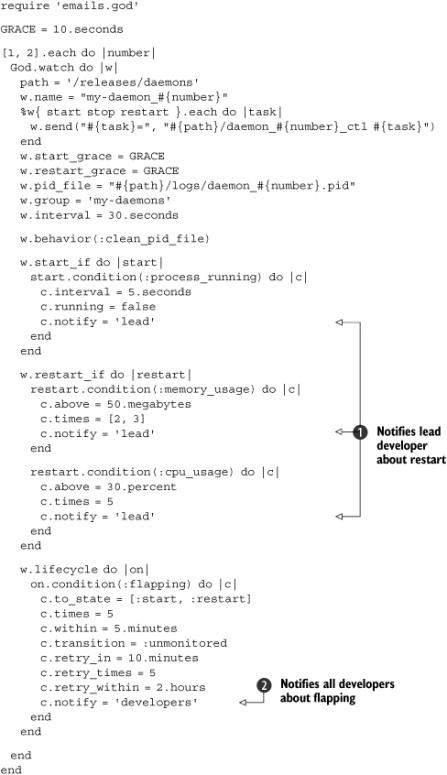 require 'emails.god'
GRACE = 10.seconds
[1, 2].each do |number|
God.watch do |w|
path = '/releases/daemons'
w.name = "my-daemon_#{number}"
%w{ start stop restart }.each do |task|
w.send("#{task}=", "#{path}/daemon_#{number}_ctl #{task}")
end
w.start_grace = GRACE
w.restart_grace = GRACE
w.pid_file = "#{path}/logs/daemon_#{number}.pid"
w.group = 'my-daemons'
w.interval = 30.seconds
w.behavior(:clean_pid_file)
w.start_if do |start|
start.condition(:process_running) do |c|
c.interval = 5.seconds
c.running = false
c.notify = 'lead'
end
end
w.restart_if do |restart|
restart.condition(:memory_usage) do |c|
c.above = 50.megabytes
c.times = [2, 3]
c.notify = 'lead'
end
restart.condition(:cpu_usage) do |c|
c.above = 30.percent
c.times = 5
c.notify = 'lead'
end
end
1 Notifies lead
developer
about restart
w.lifecycle do |on|
on.condition(:flapping) do |c|
c.to_state = [:start, :restart]
c.times = 5
c.within = 5.minutes
c.transition = :unmonitored
c.retry_in = 10.minutes
c.retry_times = 5
c.retry_within = 2.hours
c.notify = 'developers'
2 Notifies all developers
about flapping
end
end
end
end